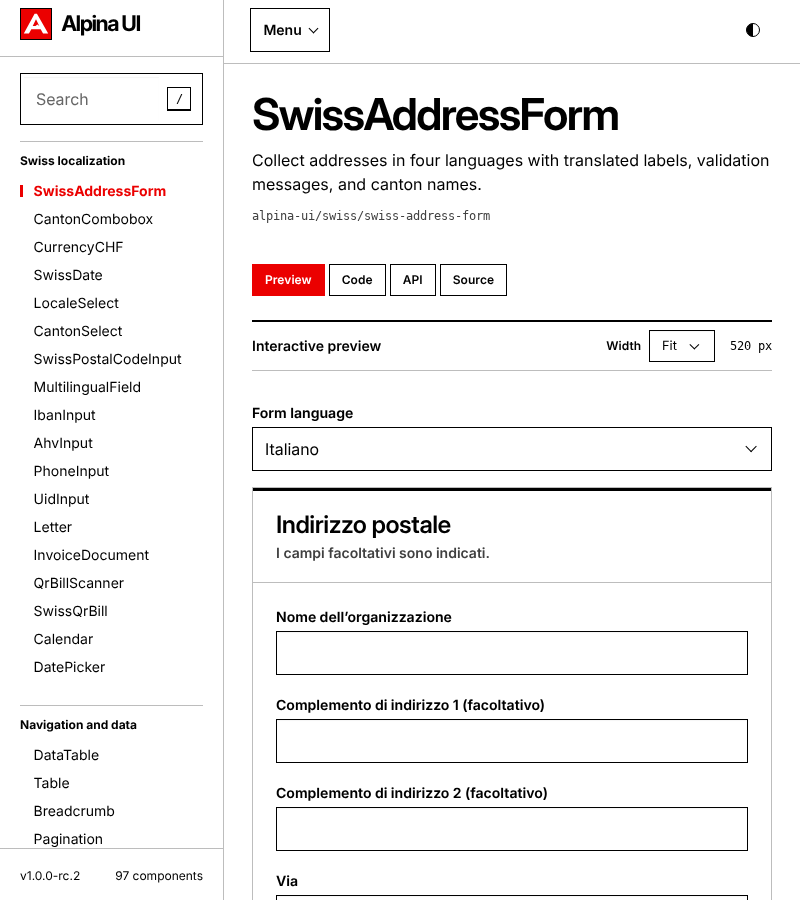 Alpina UI
Menu
Search /
Swiss localization
SwissAddressForm
CantonCombobox
CurrencyCHF
SwissDate
LocaleSelect
CantonSelect
SwissPostalCodeInput
MultilingualField
IbanInput
AhvInput
PhoneInput
UidInput
Letter
InvoiceDocument
QrBillScanner
SwissQrBill
Calendar
DatePicker
Navigation and data
DataTable
Table
Breadcrumb
Pagination
v1.0.0-rc.2 97 components
SwissAddressForm
Collect addresses in four languages with translated labels, validation
messages, and canton names.
alpina-ui/swiss/swiss-address-form
Preview Code API Source
Interactive preview Width Fit 520 px
Form language
Italiano
Indirizzo postale
I campi facoltativi sono indicati.
Nome dell’organizzazione
Complemento di indirizzo 1 (facoltativo)
Complemento di indirizzo 2 (facoltativo)
Via